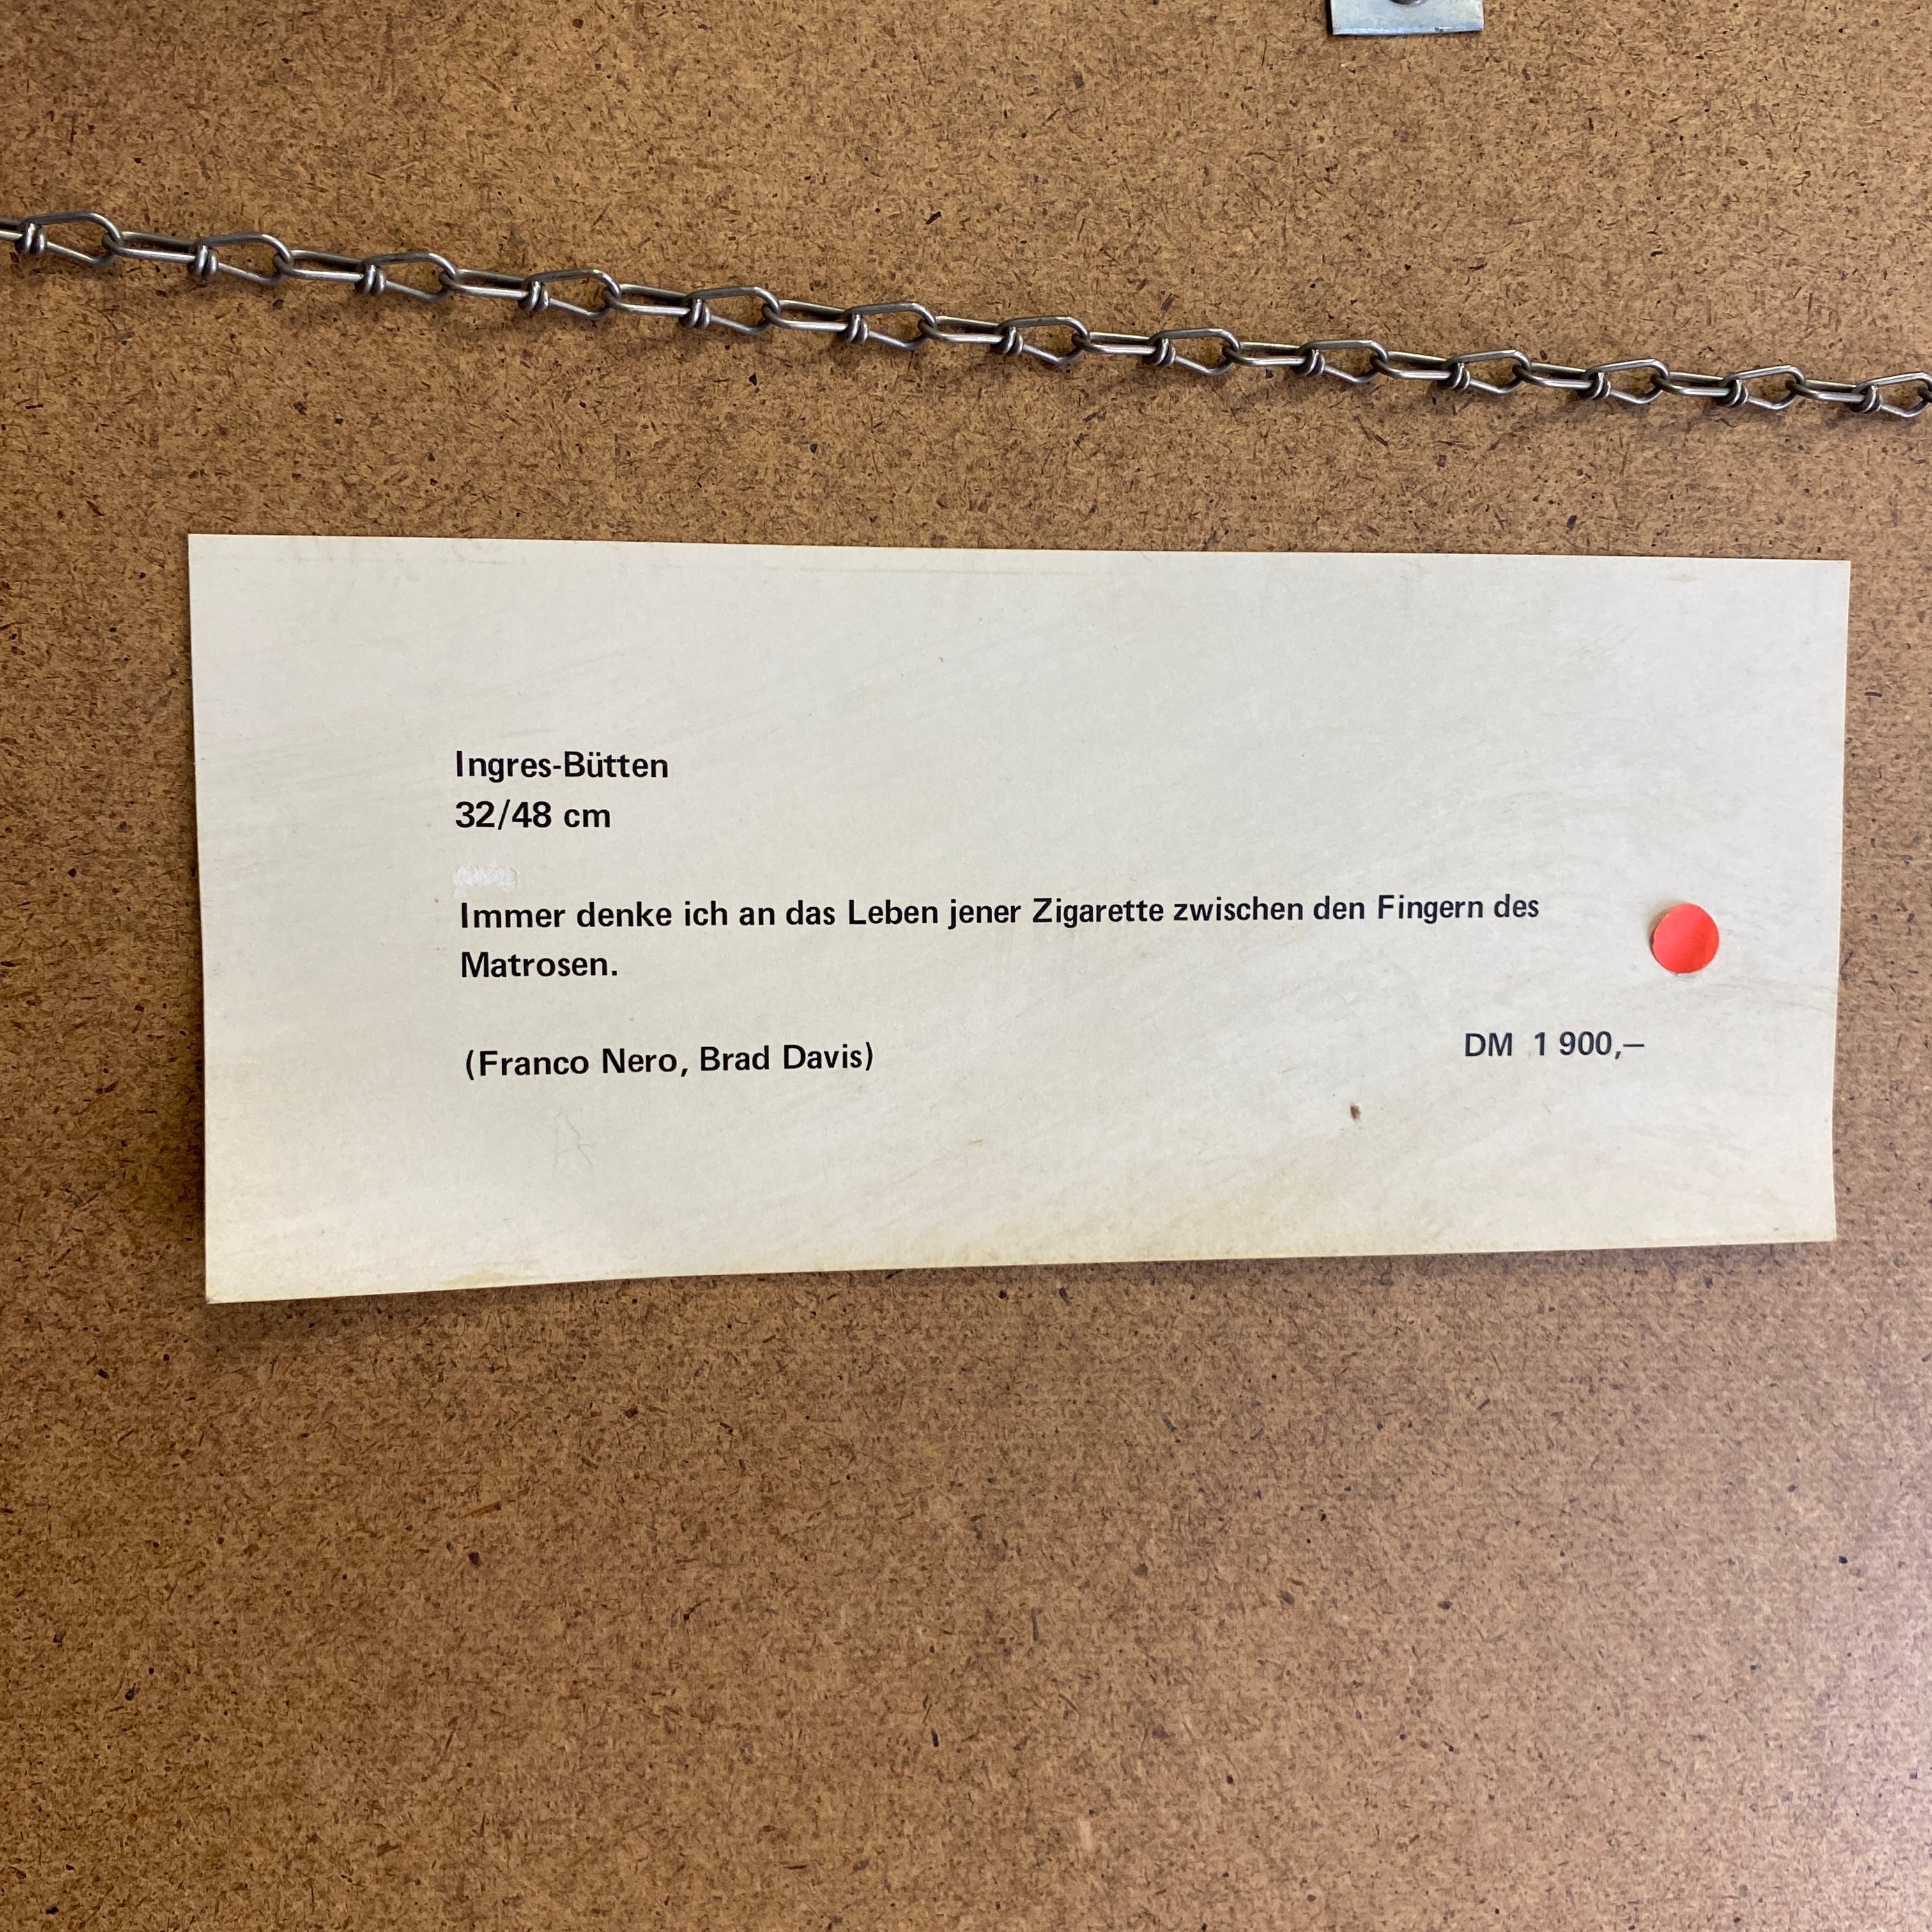 Ingres-Bütten
32/48 cm
Immer denke ich an das Leben jener Zigarette zwischen den Fingern des
Matrosen.
(Franco Nero, Brad Davis)
DM 1 900,—